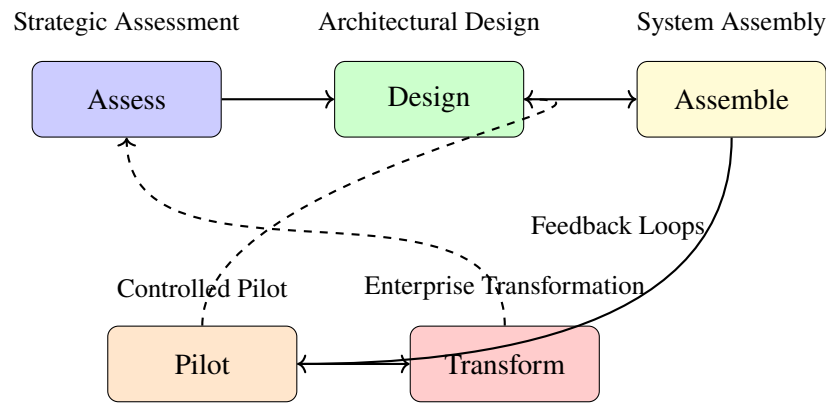 Strategic Assessment
Architectural Design
System Assembly
Assess
Design
Assemble
Feedback Loops
Controlled Pilot
Enterprise Transformation
Pilot
Transform